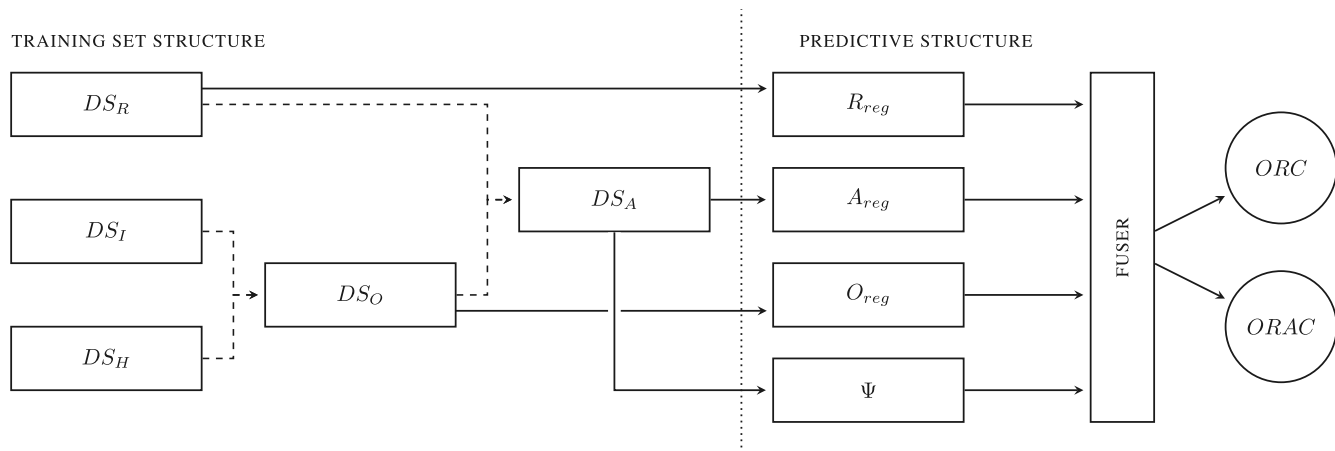 TRAINING SET STRUCTURE
PREDICTIVE STRUCTURE
DS_R
R_reg
DS_A
A_reg
DS_I
DS_O
O_reg
DS_H
Ψ
FUSER
ORC
ORAC